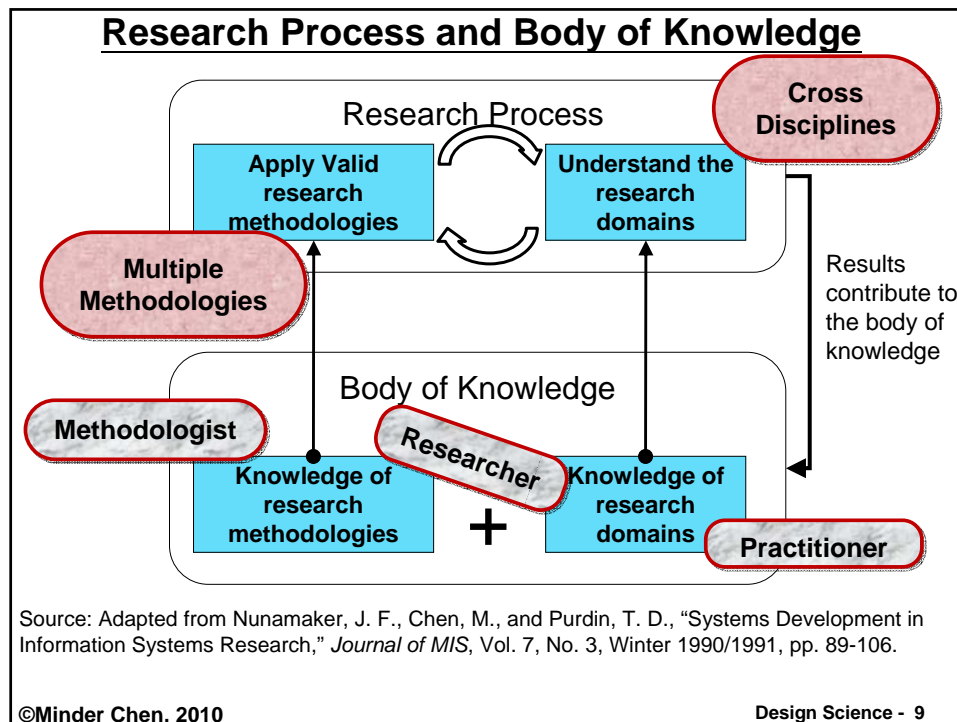 Research Process and Body of Knowledge
Cross
Disciplines
Research Process
Apply Valid
research
methodologies
Understand the
research
domains
Multiple
Methodologies
Results
contribute to
the body of
knowledge
Body of Knowledge
Methodologist
Researcher
Knowledge of
research
methodologies
+
Knowledge of
research
domains
Practitioner
Source: Adapted from Nunamaker, J. F., Chen, M., and Purdin, T. D., “Systems Development in
Information Systems Research,” Journal of MIS, Vol. 7, No. 3, Winter 1990/1991, pp. 89-106.
©Minder Chen, 2010
Design Science - 9